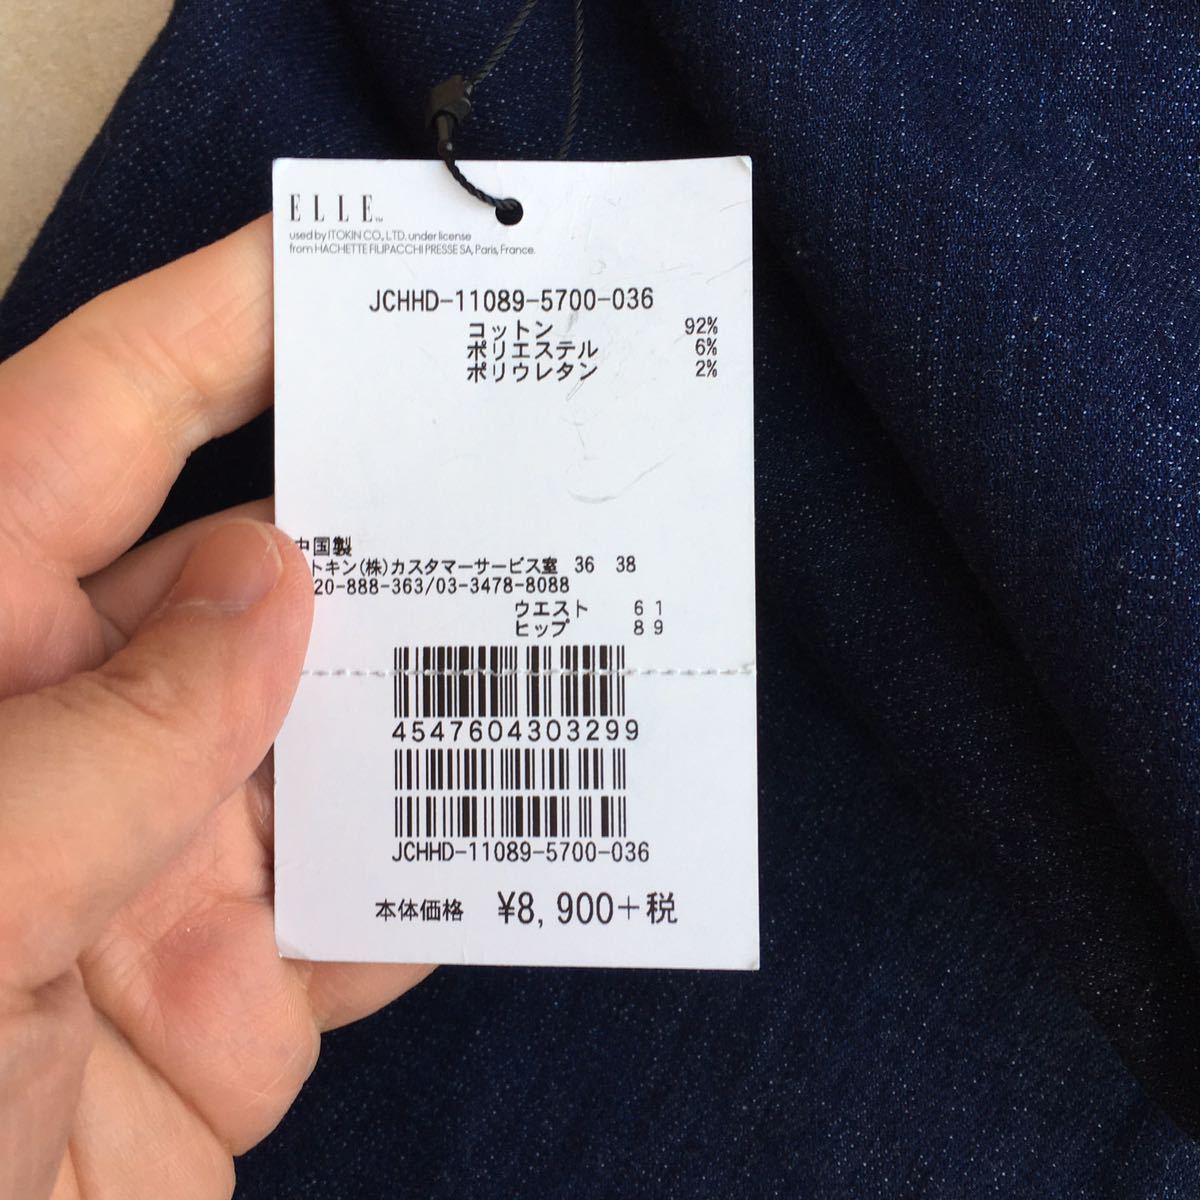 ELLE™
used by ITOKIN CO., LTD. under license
from HACHETTE FILIPACCHI PRESSE SA, Paris, France.
JCHHD-11089-5700-036
コットン 92%
ポリエステル 6%
ポリウレタン 2%
中国製
トキン(株)カスタマーサービス室 36 38
20-888-363/03-3478-8088
ウエスト 61
ヒップ 89
4547604303299
JCHHD-11089-5700-036
本体価格 ¥8,900+税